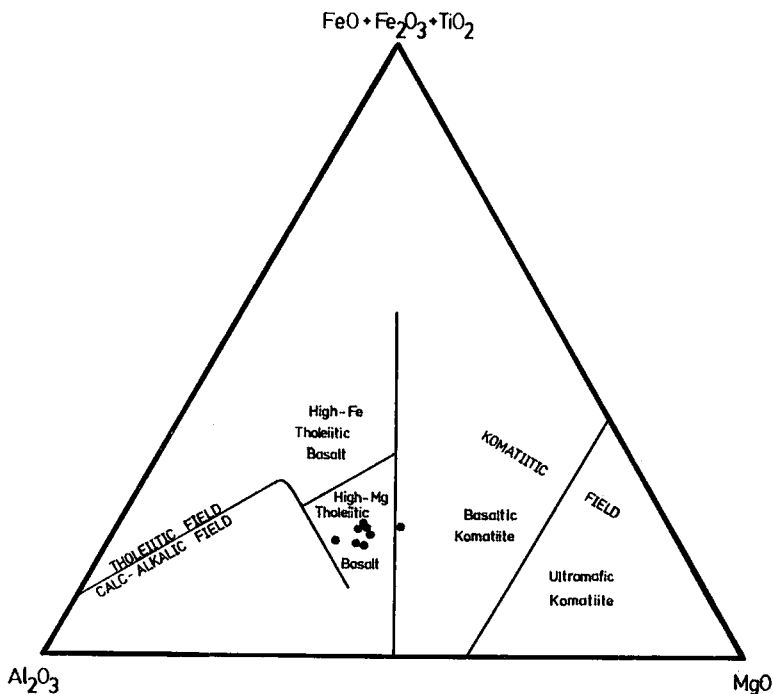 FeO + Fe₂O₃ + TiO₂
High-Fe
Tholeiitic
Basalt
KOMATIITIC
FIELD
High-Mg
Tholeiitic
Basalt
Basaltic
Komatiite
THOLEIITIC FIELD
CALC-ALKALIC FIELD
Ultramafic
Komatiite
Al₂O₃
MgO